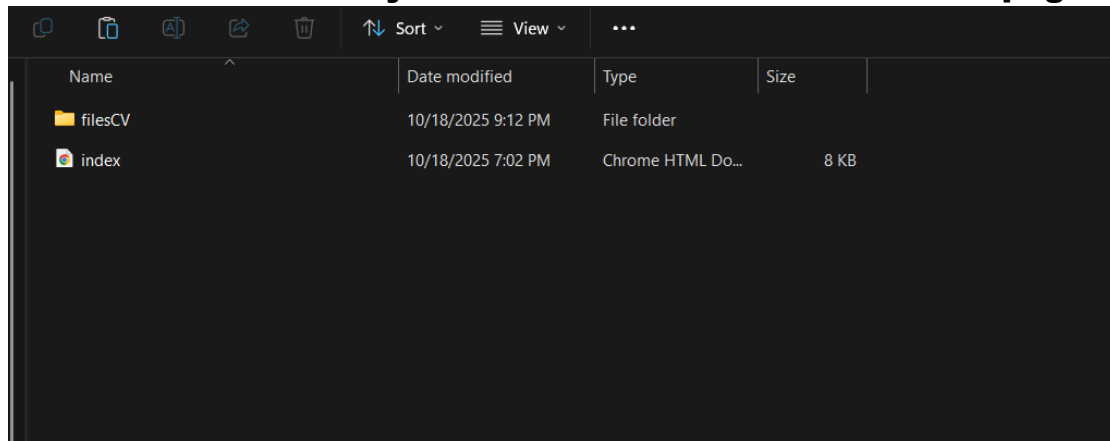 Sort View
Name Date modified Type Size
filesCV 10/18/2025 9:12 PM File folder
index 10/18/2025 7:02 PM Chrome HTML Do... 8 KB